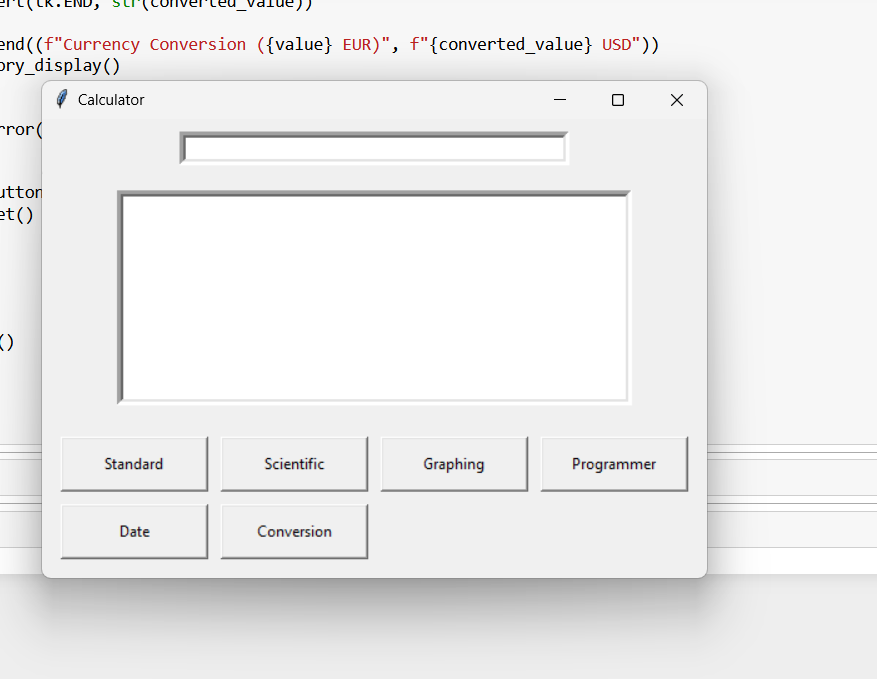 ert(tk.END, str(converted_value))
end((f"Currency Conversion ({value} EUR)", f"{converted_value} USD"))
ory_display()
Calculator
rror(
utton
et()
()
Standard Scientific Graphing Programmer
Date Conversion